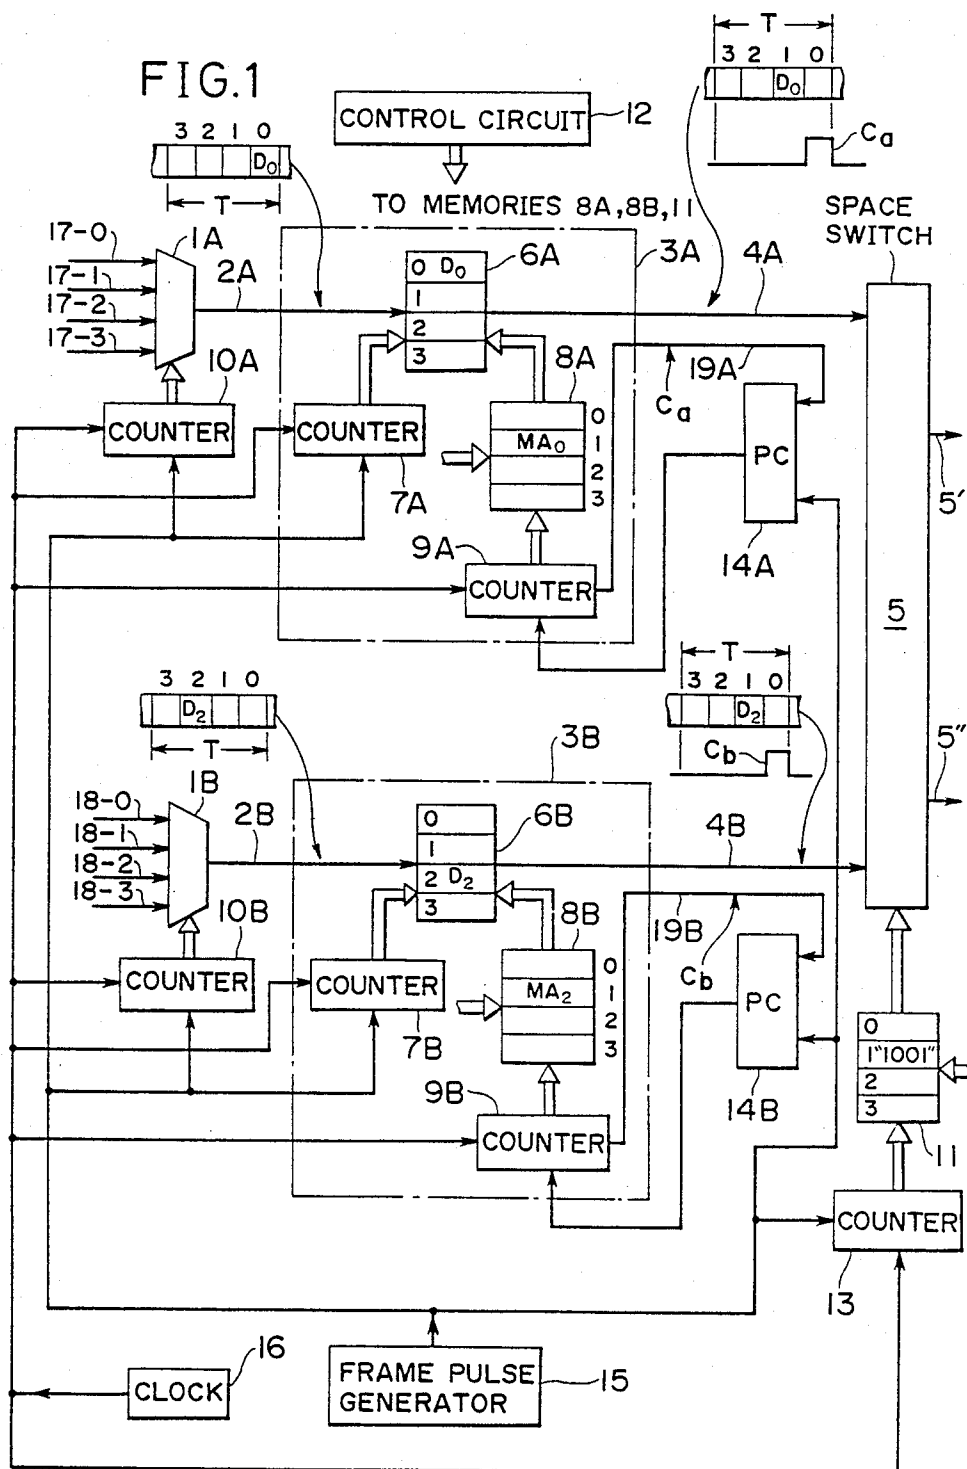 FIG.1
CONTROL CIRCUIT
12
TO MEMORIES 8A,8B,11
T
3 2 1 0
D0
Ca
3 2 1 0
D0
T
SPACE
SWITCH
17-0
17-1
17-2
17-3
1A
2A
0 D0
1
2
3
6A
3A
4A
10A
COUNTER
COUNTER
7A
8A
MA0
0
1
2
3
Ca
19A
PC
14A
9A
COUNTER
5
5'
5"
3 2 1 0
D2
T
T
3 2 1 0
D2
Cb
3B
18-0
18-1
18-2
18-3
1B
2B
0
1
2 D2
3
6B
4B
10B
COUNTER
COUNTER
7B
8B
MA2
0
1
2
3
19B
Cb
PC
14B
9B
COUNTER
0
1"1001"
2
3
11
COUNTER
13
16
CLOCK
FRAME PULSE
GENERATOR
15